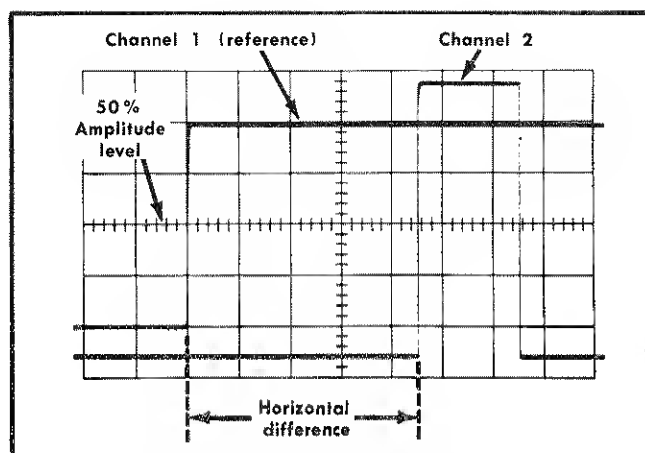 Channel 1 (reference)
Channel 2
50%
Amplitude
level
Horizontal
difference